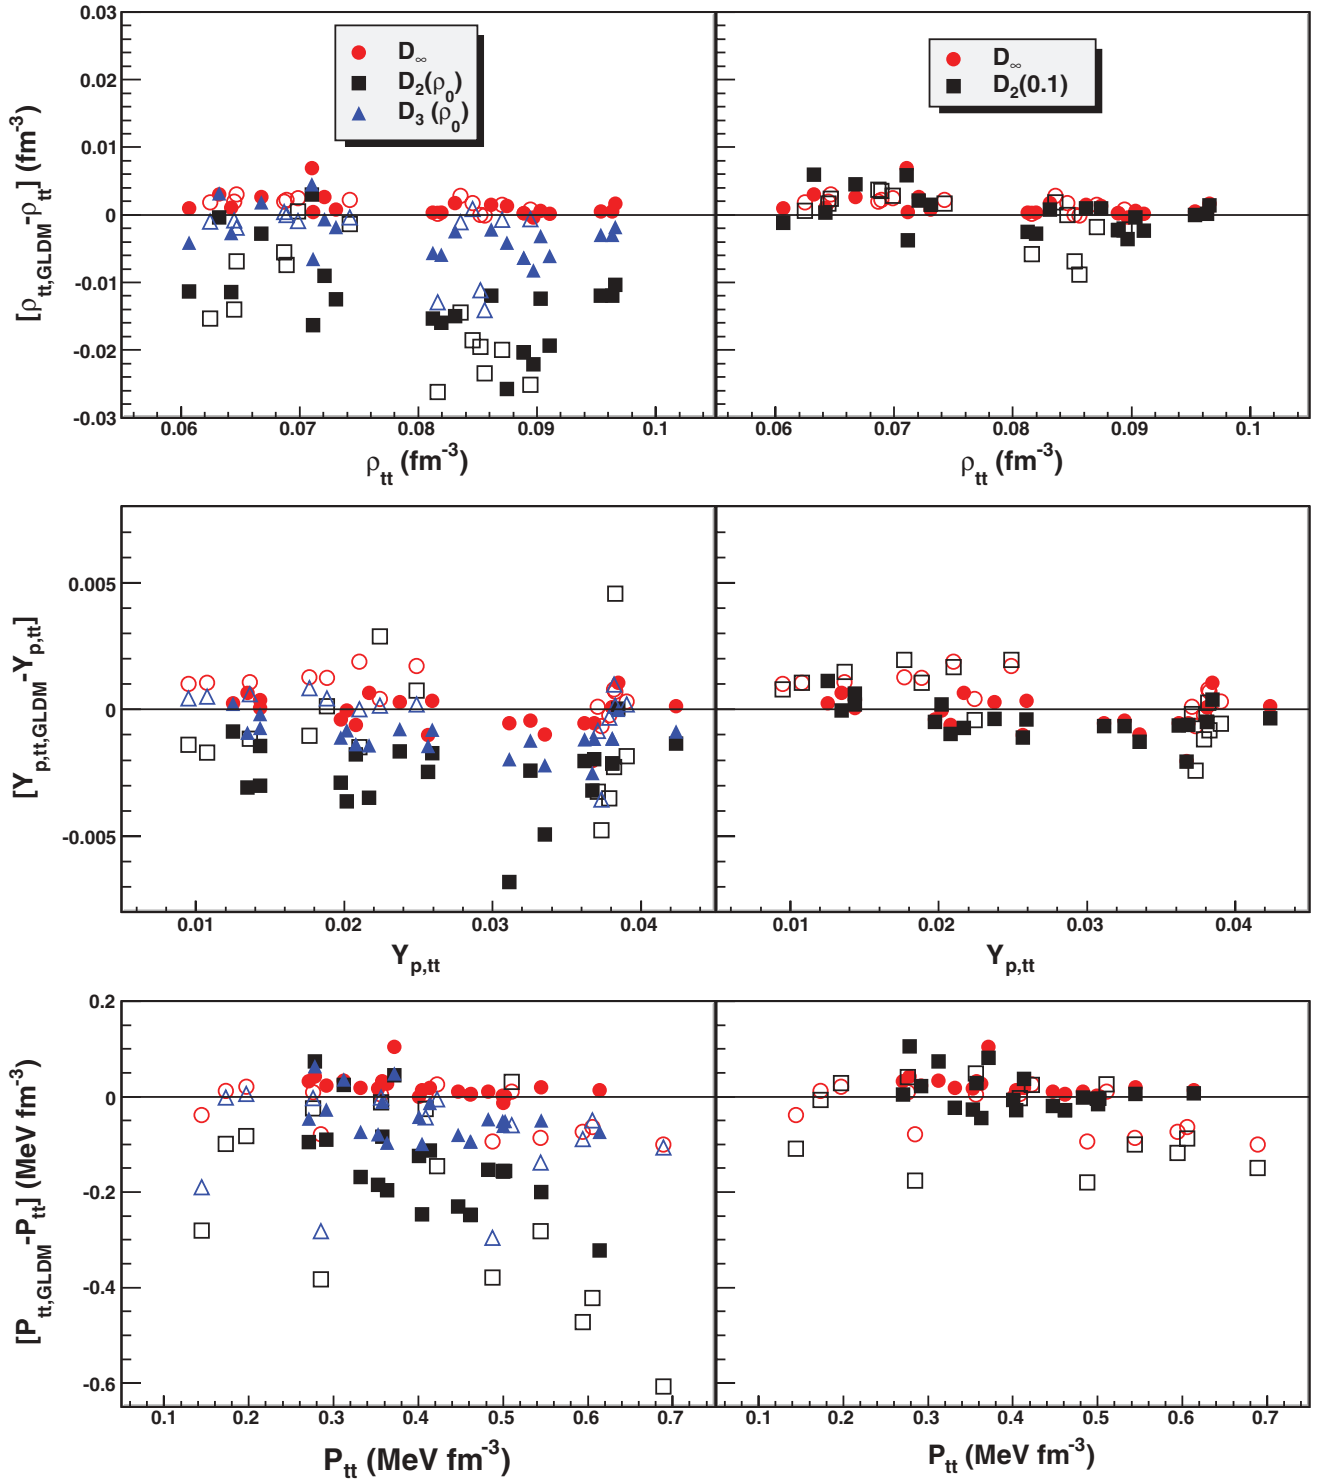 0.03
0.02
0.01
0
-0.01
-0.02
-0.03
[ρtt,GLDM-ρtt] (fm-3)
D∞
D2(ρ0)
D3 (ρ0)
0.06 0.07 0.08 0.09 0.1
ρtt (fm-3)
D∞
D2(0.1)
0.06 0.07 0.08 0.09 0.1
ρtt (fm-3)
0.005
0
-0.005
[Yp,tt,GLDM-Yp,tt]
0.01 0.02 0.03 0.04
Yp,tt
0.01 0.02 0.03 0.04
Yp,tt
0.2
0
-0.2
-0.4
-0.6
[Ptt,GLDM-Ptt] (MeV fm-3)
0.1 0.2 0.3 0.4 0.5 0.6 0.7
Ptt (MeV fm-3)
0.1 0.2 0.3 0.4 0.5 0.6 0.7
Ptt (MeV fm-3)